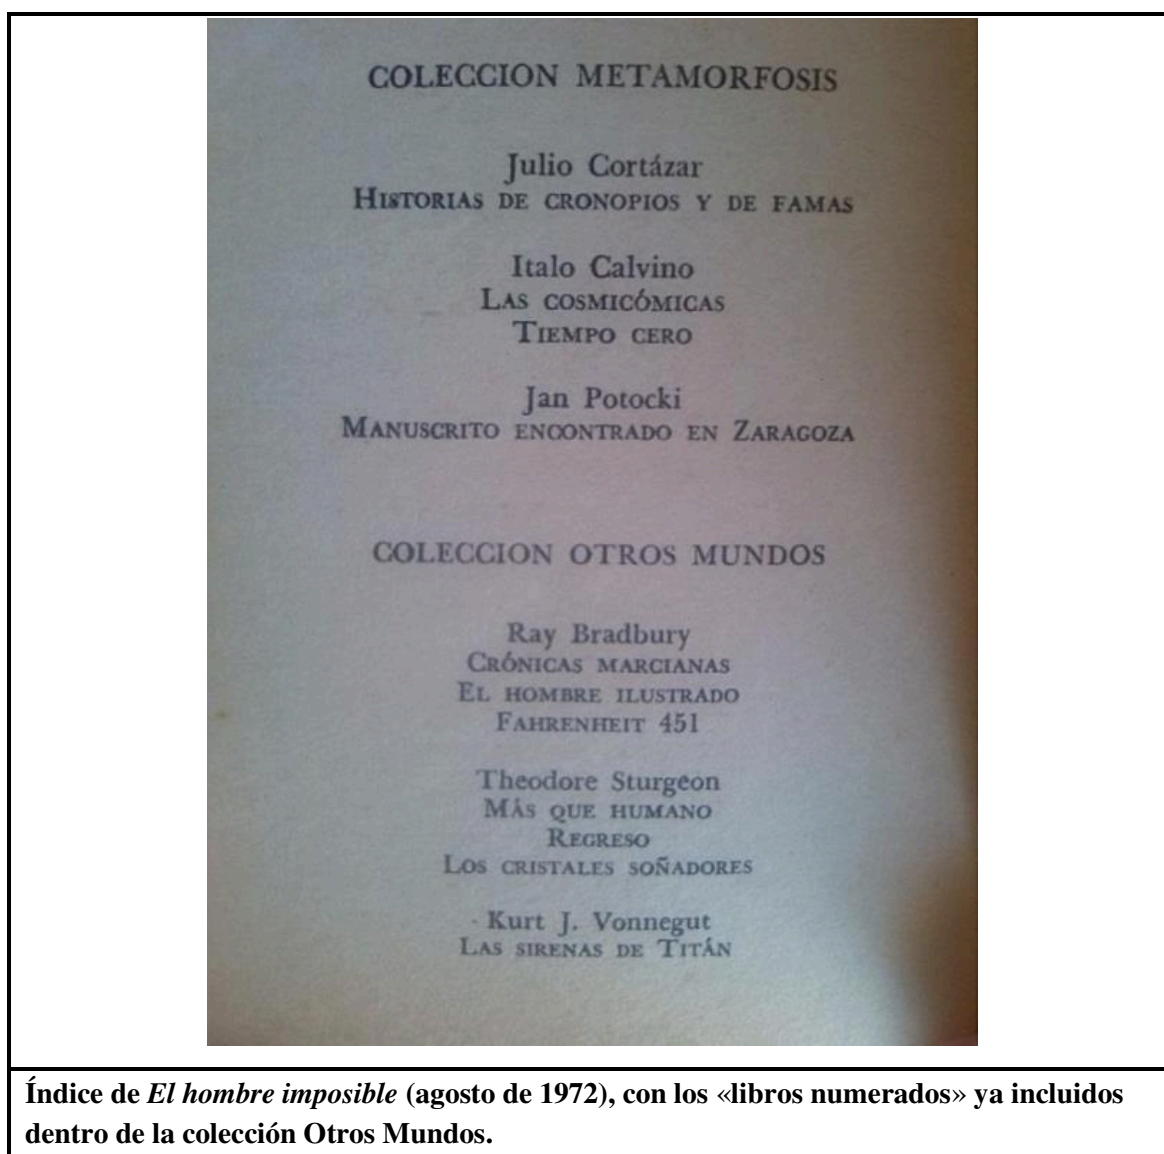 COLECCION METAMORFOSIS
Julio Cortázar
HISTORIAS DE CRONOPIOS Y DE FAMAS
Italo Calvino
LAS COSMICÓMICAS
TIEMPO CERO
Jan Potocki
MANUSCRITO ENCONTRADO EN ZARAGOZA
COLECCION OTROS MUNDOS
Ray Bradbury
CRÓNICAS MARCIANAS
EL HOMBRE ILUSTRADO
FAHRENHEIT 451
Theodore Sturgeon
MÁS QUE HUMANO
REGRESO
LOS CRISTALES SOÑADORES
Kurt J. Vonnegut
LAS SIRENAS DE TITÁN
Índice de El hombre imposible (agosto de 1972), con los «libros numerados» ya incluidos
dentro de la colección Otros Mundos.